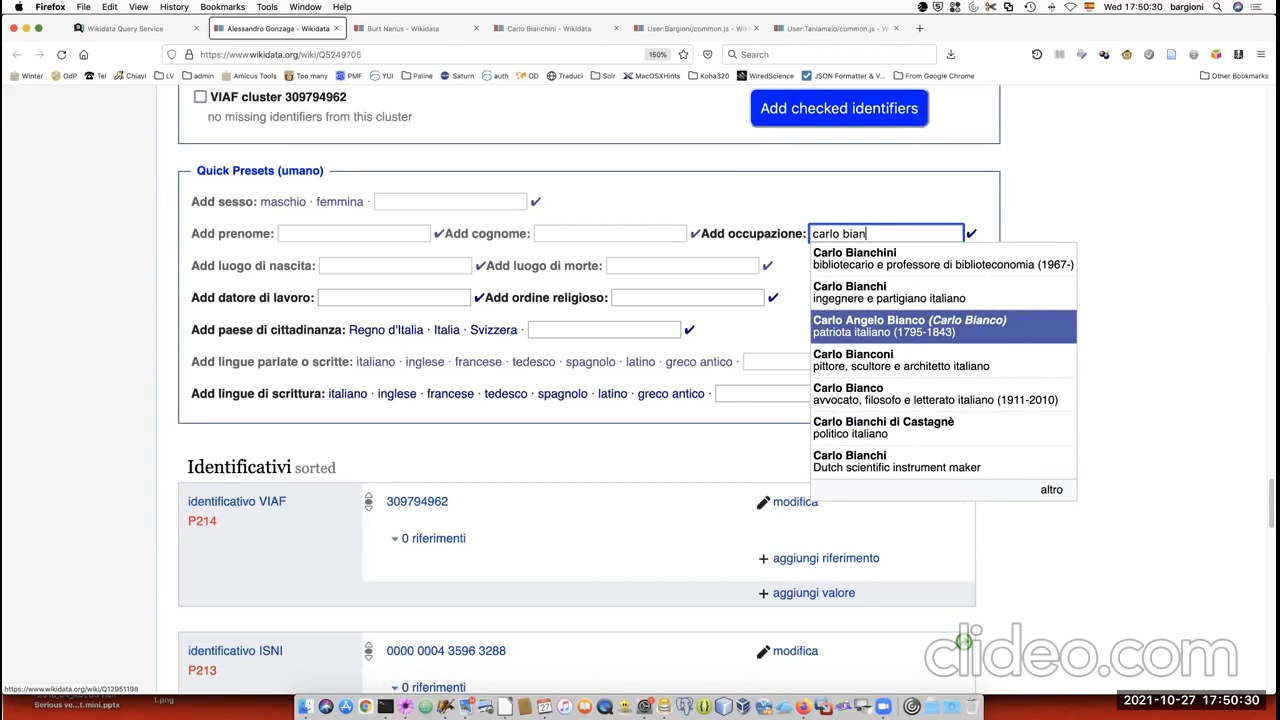 Firefox File Edit View History Bookmarks Tools Window Help Wed 17:50:30 bargioni
Wikidata Query Service Alessandro Gonzaga - Wikidata Burt Nanus - Wikidata Carlo Bianchini - Wikidata User:Bargioni/common.js - Wi User:Taniamaio/common.js - Wi
https://www.wikidata.org/wiki/Q5249705 150% Search
Winter OdP Tel Chiavi LV admin Amicus Tools Too many PMF YUI Paline Saturn auth OD Traduci Solr MacOSXHints Koha320 WiredScience JSON Formatter & V... From Google Chrome Other Bookmarks
VIAF cluster 309794962
no missing identifiers from this cluster
Add checked identifiers
Quick Presets (umano)
Add sesso: maschio · femmina ·
Add prenome: Add cognome: Add occupazione: carlo bian
Add luogo di nascita: Add luogo di morte:
Add datore di lavoro: Add ordine religioso:
Add paese di cittadinanza: Regno d'Italia · Italia · Svizzera ·
Add lingue parlate o scritte: italiano · inglese · francese · tedesco · spagnolo · latino · greco antico ·
Add lingue di scrittura: italiano · inglese · francese · tedesco · spagnolo · latino · greco antico ·
Carlo Bianchini
bibliotecario e professore di biblioteconomia (1967-)
Carlo Bianchi
ingegnere e partigiano italiano
Carlo Angelo Bianco (Carlo Bianco)
patriota italiano (1795-1843)
Carlo Bianconi
pittore, scultore e architetto italiano
Carlo Bianco
avvocato, filosofo e letterato italiano (1911-2010)
Carlo Bianchi di Castagnè
politico italiano
Carlo Bianchi
Dutch scientific instrument maker
altro
Identificativi sorted
identificativo VIAF 309794962 modifica
P214
0 riferimenti
aggiungi riferimento
aggiungi valore
identificativo ISNI 0000 0004 3596 3288 modifica
P213
0 riferimenti
clideo.com
https://www.wikidata.org/wiki/Q12951198
Serious ve...t.mini.pptx 1.png
2021-10-27 17:50:30